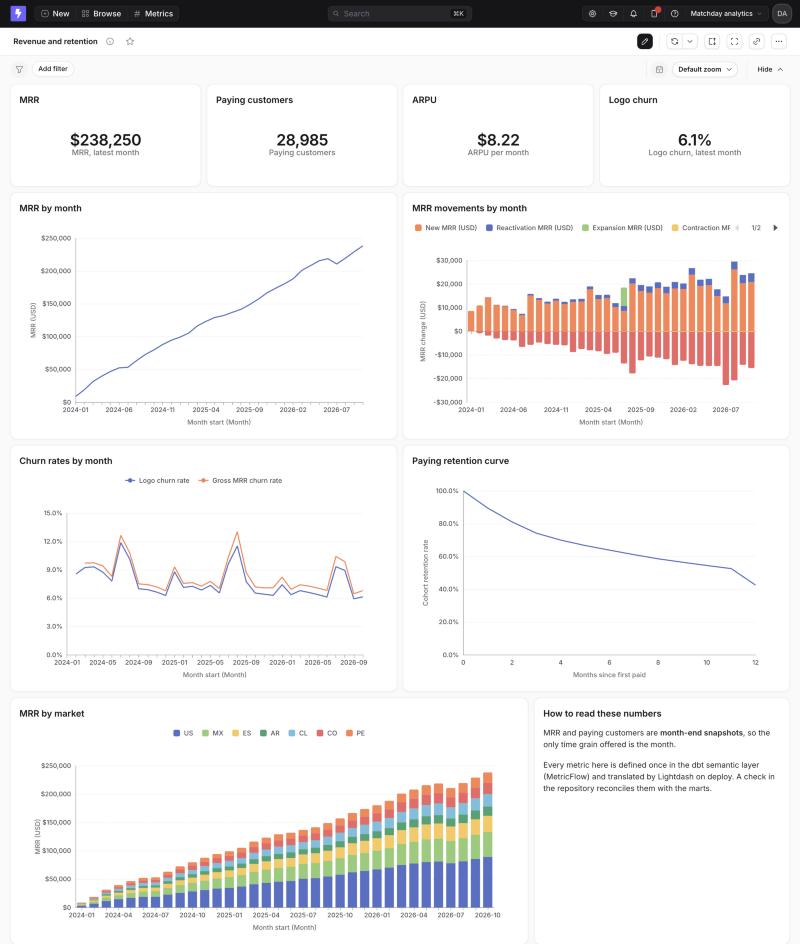 New
Browse
Metrics
Search
⌘K
Matchday analytics
DA
Revenue and retention
Add filter
Default zoom
Hide
MRR
$238,250
MRR, latest month
Paying customers
28,985
Paying customers
ARPU
$8.22
ARPU per month
Logo churn
6.1%
Logo churn, latest month
MRR by month
$250,000
$200,000
$150,000
$100,000
$50,000
$0
MRR (USD)
2024-01 2024-06 2024-11 2025-04 2025-09 2026-02 2026-07
Month start (Month)
MRR movements by month
New MRR (USD) Reactivation MRR (USD) Expansion MRR (USD) Contraction MR 1/2
$30,000
$20,000
$10,000
$0
-$10,000
-$20,000
-$30,000
MRR change (USD)
2024-01 2024-06 2024-11 2025-04 2025-09 2026-02 2026-07
Month start (Month)
Churn rates by month
Logo churn rate Gross MRR churn rate
15.0%
12.0%
9.0%
6.0%
3.0%
0.0%
2024-01 2024-05 2024-09 2025-01 2025-05 2025-09 2026-01 2026-05 2026-09
Month start (Month)
Paying retention curve
100.0%
80.0%
60.0%
40.0%
20.0%
0.0%
Cohort retention rate
0 2 4 6 8 10 12
Months since first paid
MRR by market
US MX ES AR CL CO PE
$250,000
$200,000
$150,000
$100,000
$50,000
$0
MRR (USD)
2024-01 2024-04 2024-07 2024-10 2025-01 2025-04 2025-07 2025-10 2026-01 2026-04 2026-07 2026-10
Month start (Month)
How to read these numbers
MRR and paying customers are month-end snapshots, so the
only time grain offered is the month.
Every metric here is defined once in the dbt semantic layer
(MetricFlow) and translated by Lightdash on deploy. A check in
the repository reconciles them with the marts.